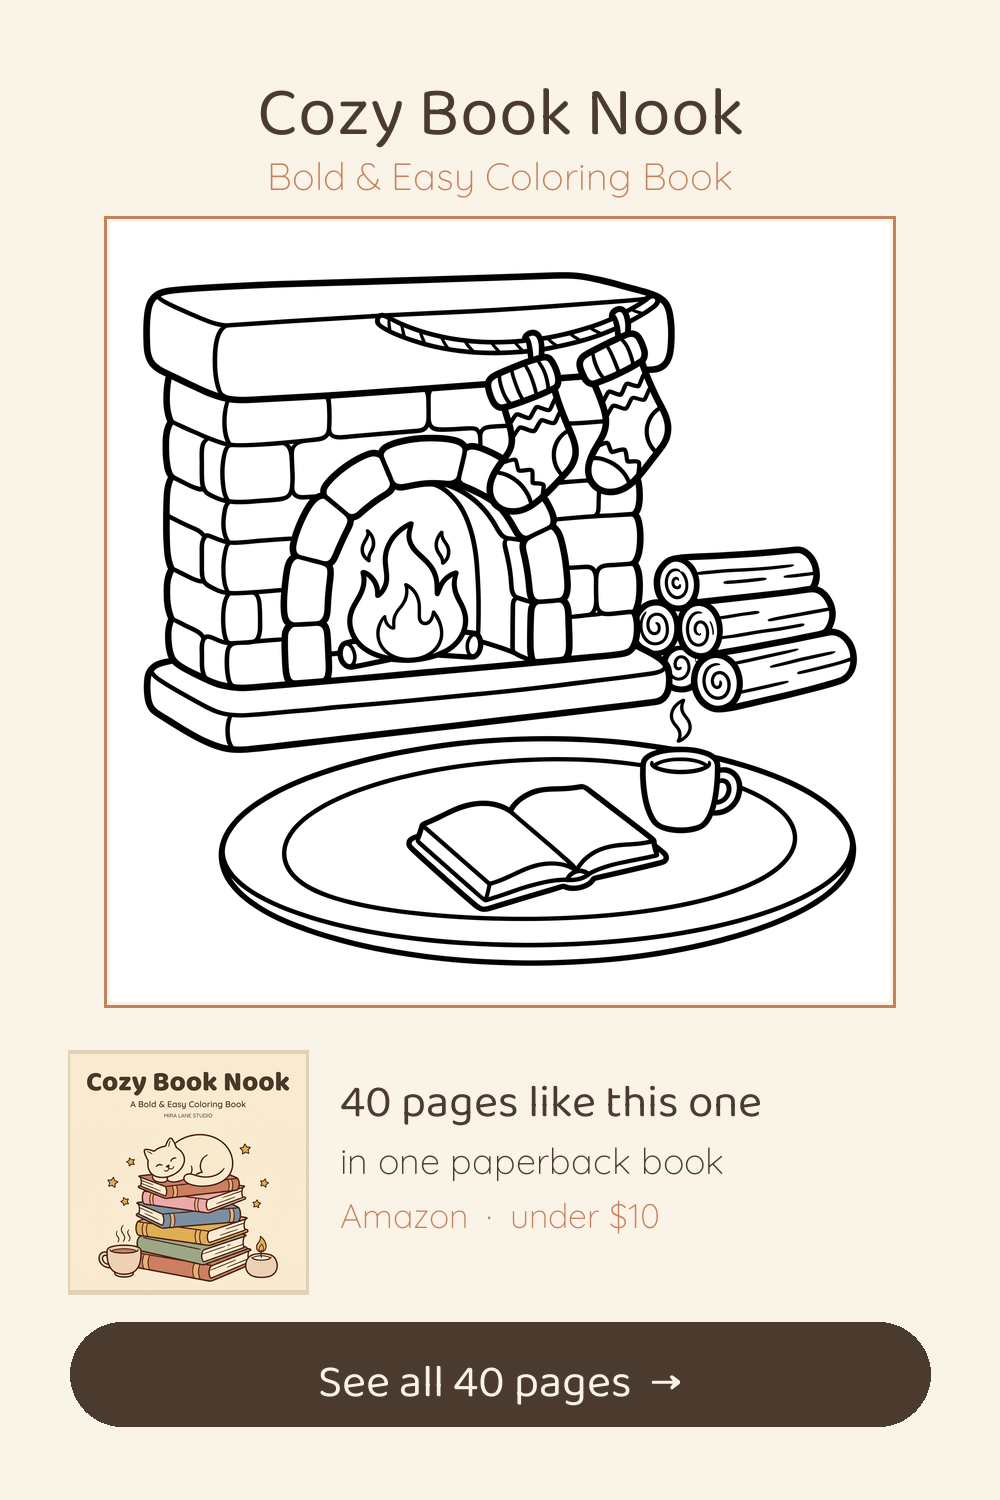 Cozy Book Nook
Bold & Easy Coloring Book
Cozy Book Nook
A Bold & Easy Coloring Book
MIRA LANE STUDIO
40 pages like this one
in one paperback book
Amazon · under $10
See all 40 pages →